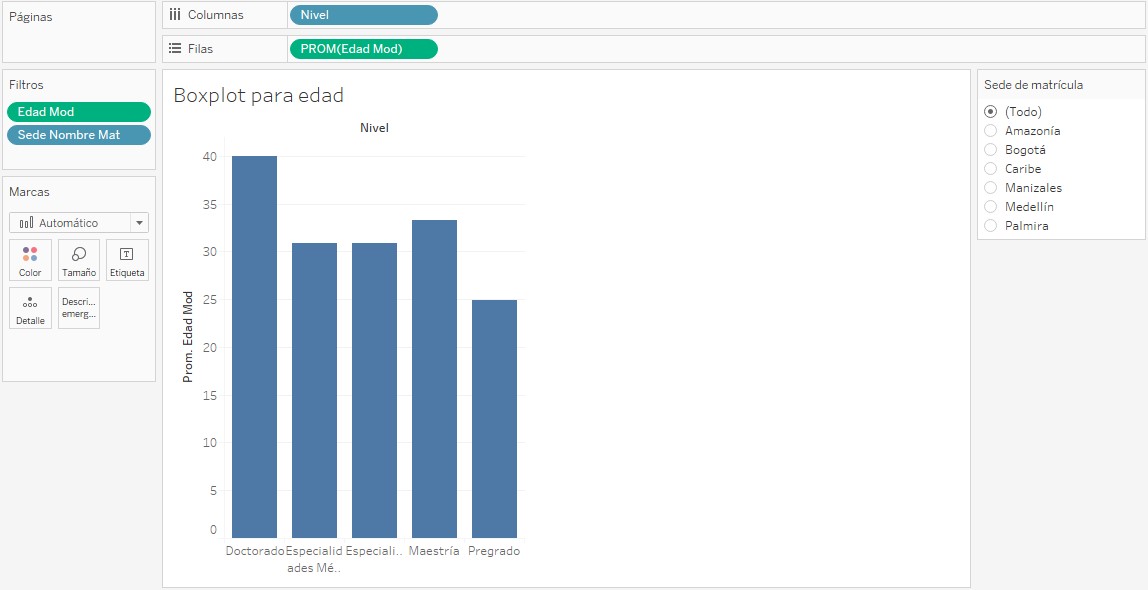 Páginas
Columnas
Nivel
Filas
PROM(Edad Mod)
Filtros
Edad Mod
Sede Nombre Mat
Marcas
Automático
Color
Tamaño
Etiqueta
Detalle
Descri...
emerg...
Boxplot para edad
Nivel
Prom. Edad Mod
40
35
30
25
20
15
10
5
0
Doctorado
Especialid
ades Mé..
Especiali..
Maestría
Pregrado
Sede de matrícula
(Todo)
Amazonía
Bogotá
Caribe
Manizales
Medellín
Palmira